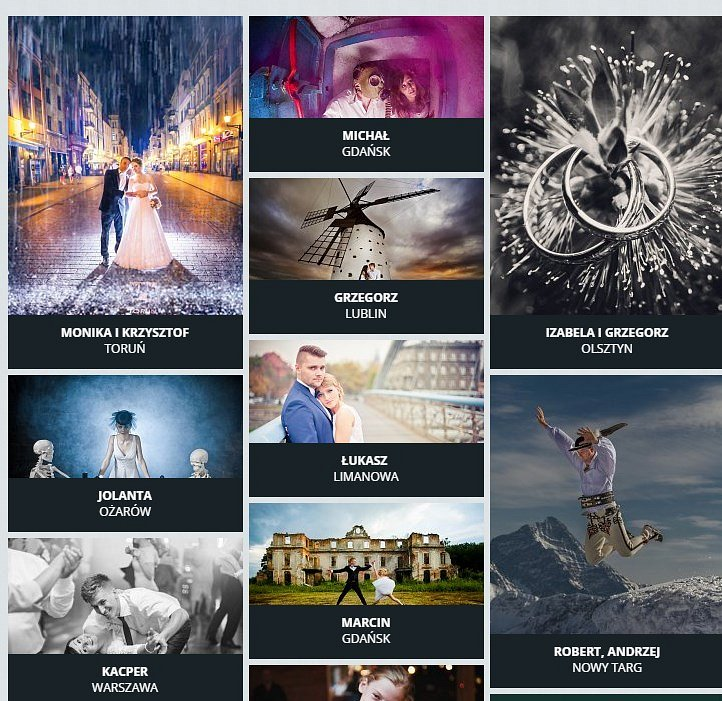 MONIKA I KRZYSZTOF
TORUŃ
JOLANTA
OŻARÓW
KACPER
WARSZAWA
MICHAŁ
GDAŃSK
GRZEGORZ
LUBLIN
ŁUKASZ
LIMANOWA
MARCIN
GDAŃSK
IZABELA I GRZEGORZ
OLSZTYN
ROBERT, ANDRZEJ
NOWY TARG